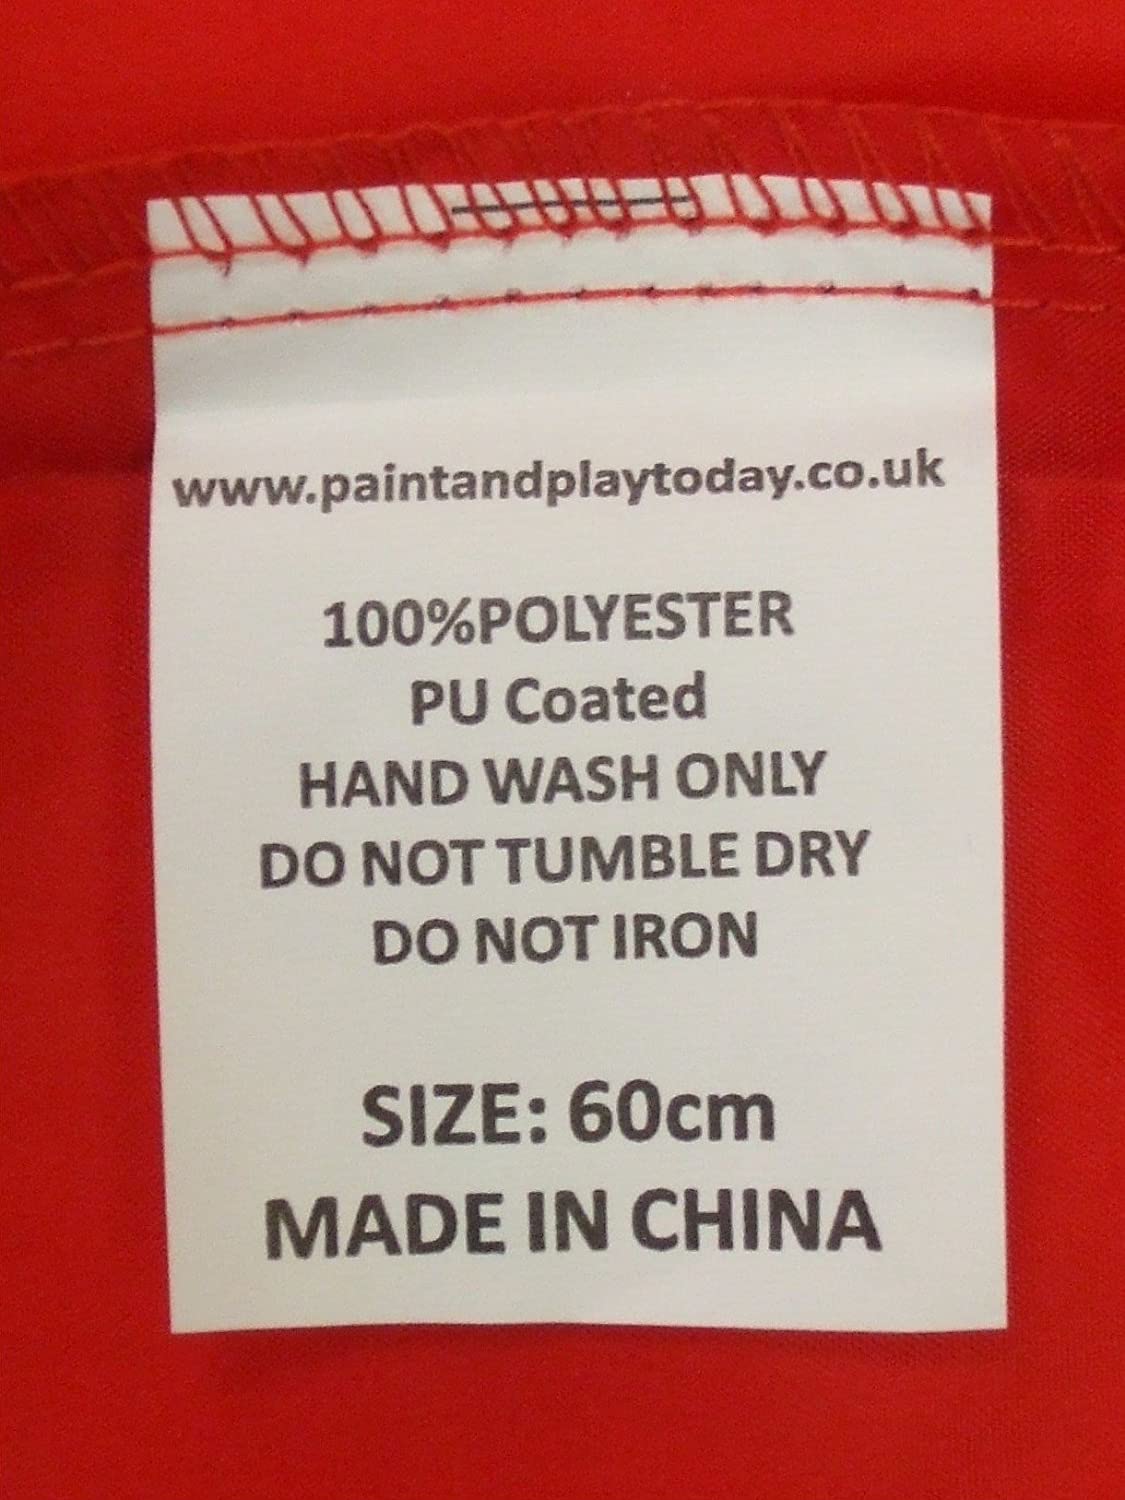 www.paintandplaytoday.co.uk
100%POLYESTER
PU Coated
HAND WASH ONLY
DO NOT TUMBLE DRY
DO NOT IRON
SIZE: 60cm
MADE IN CHINA